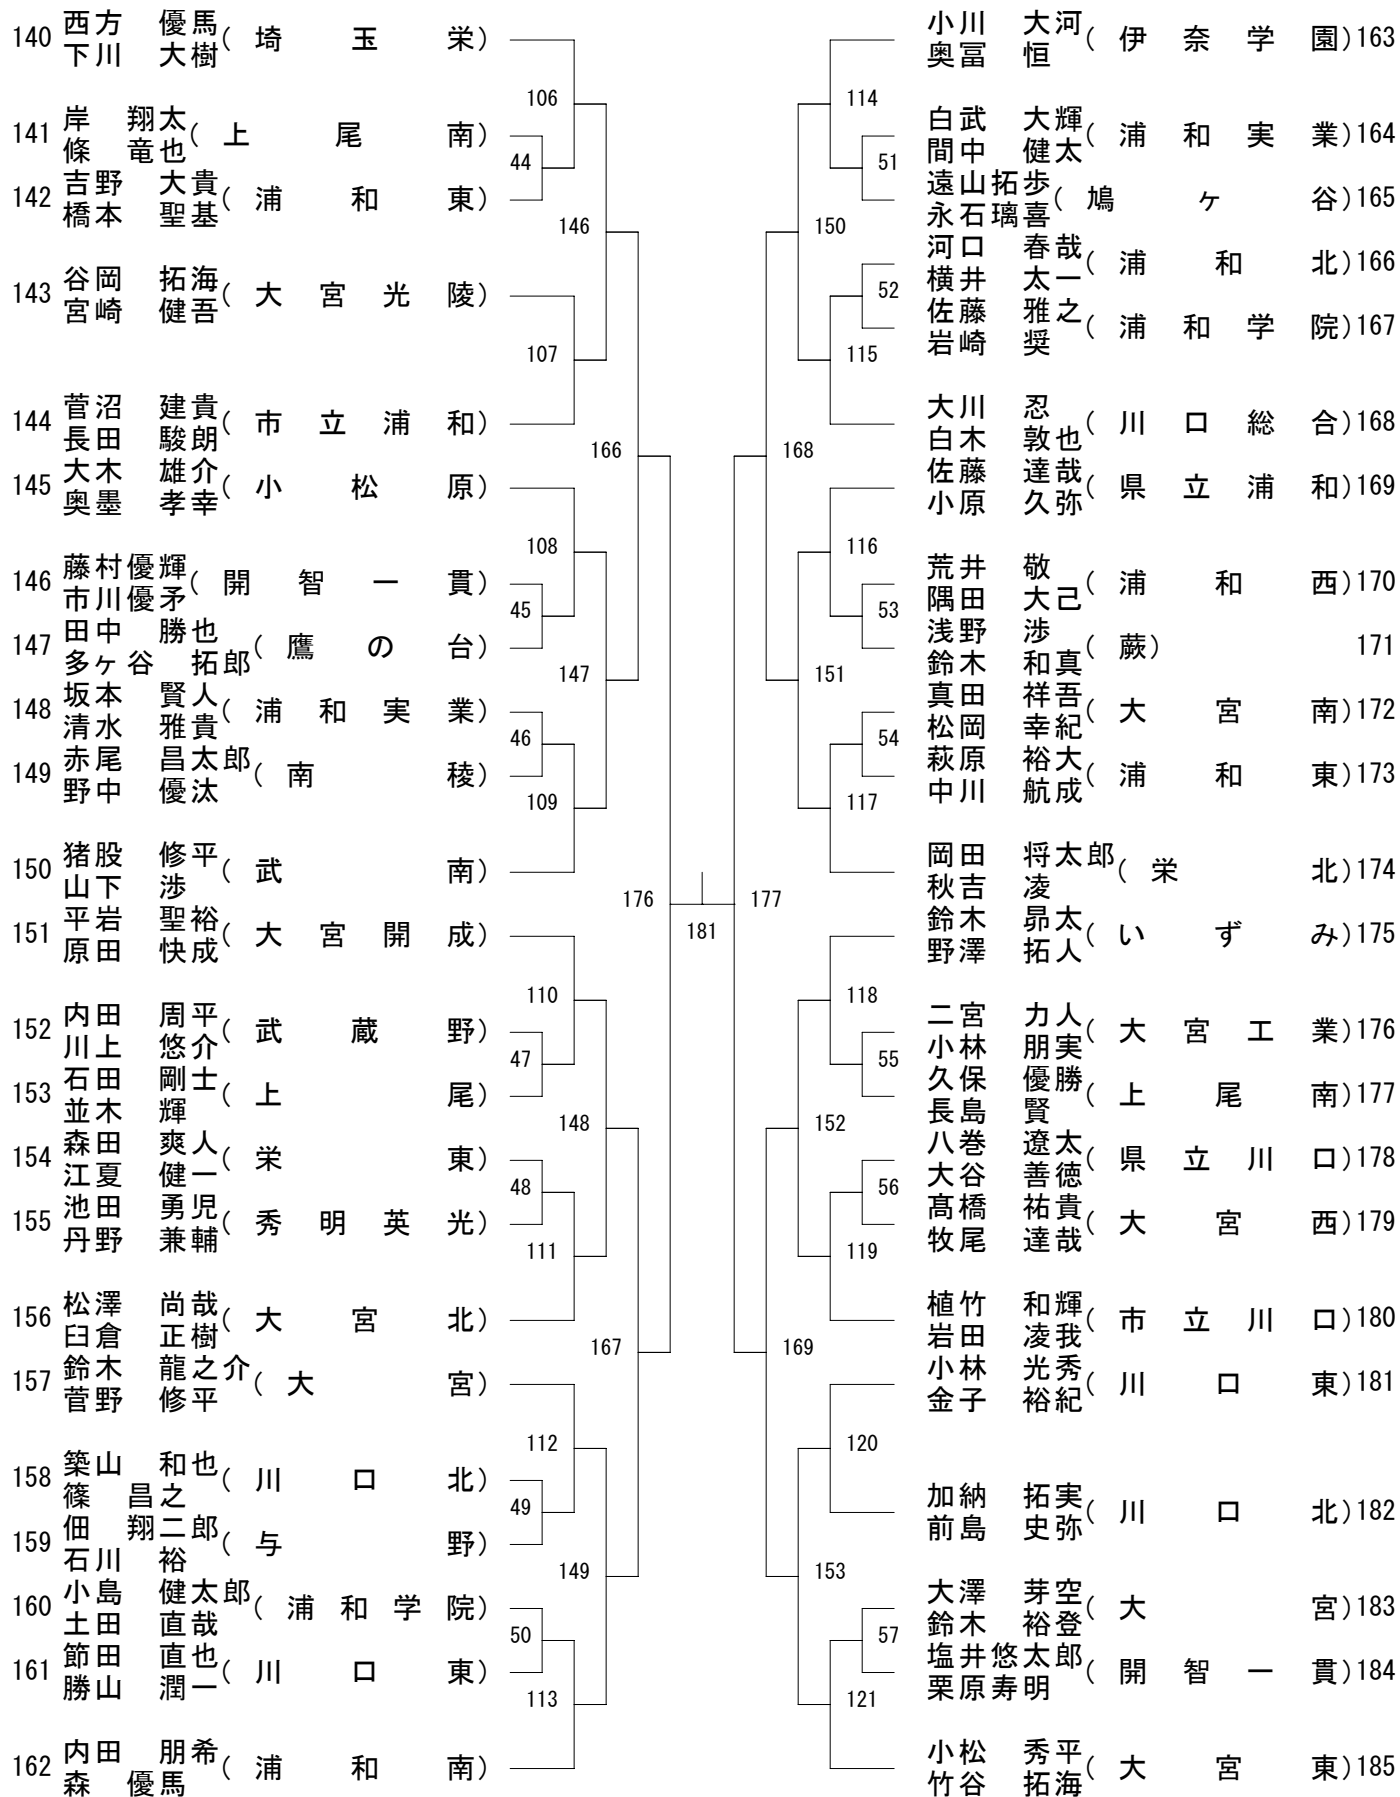 140 西方 優馬 (埼玉栄)
下川 大樹
106
141 岸 翔太 (上尾南)
條 竜也
44
142 吉野 大貴 (浦和東)
橋本 聖基
146
143 谷岡 拓海 (大宮光陵)
宮崎 健吾
107
144 菅沼 建貴 (市立浦和)
長田 駿朗
166
145 大木 雄介 (小松原)
奥墨 孝幸
108
146 藤村優輝 (開智一貫)
市川優矛
45
147 田中 勝也 (鷹の台)
多ヶ谷 拓郎
147
148 坂本 賢人 (浦和実業)
清水 雅貴
46
149 赤尾 昌太郎 (南稜)
野中 優汰
109
150 猪股 修平 (武南)
山下 渉
176
181
177
151 平岩 聖裕 (大宮開成)
原田 快成
110
152 内田 周平 (武蔵野)
川上 悠介
47
153 石田 剛士 (上尾)
並木 輝
148
154 森田 爽人 (栄東)
江夏 健一
48
155 池田 勇児 (秀明英光)
丹野 兼輔
111
156 松澤 尚哉 (大宮北)
臼倉 正樹
167
157 鈴木 龍之介 (大宮)
菅野 修平
112
158 築山 和也 (川口北)
篠 昌之
49
159 佃 翔二郎 (与野)
石川 裕
149
160 小島 健太郎 (浦和学院)
土田 直哉
50
161 節田 直也 (川口東)
勝山 潤一
113
162 内田 朋希 (浦和南)
森 優馬
小川 大河 (伊奈学園) 163
奥冨 恒
114
白武 大輝 (浦和実業) 164
間中 健太
51
遠山拓歩 (鳩ヶ谷) 165
永石璃喜
150
河口 春哉 (浦和北) 166
横井 太一
52
佐藤 雅之 (浦和学院) 167
岩崎 奨
115
大川 忍 (川口総合) 168
白木 敦也
168
佐藤 達哉 (県立浦和) 169
小原 久弥
116
荒井 敬 (浦和西) 170
隅田 大己
53
浅野 渉 (蕨) 171
鈴木 和真
151
真田 祥吾 (大宮南) 172
松岡 幸紀
54
萩原 裕大 (浦和東) 173
中川 航成
117
岡田 将太郎 (栄北) 174
秋吉 凌
鈴木 昴太 (いずみ) 175
野澤 拓人
118
二宮 力人 (大宮工業) 176
小林 朋実
55
久保 優勝 (上尾南) 177
長島 賢
152
八巻 遼太 (県立川口) 178
大谷 善徳
56
髙橋 祐貴 (大宮西) 179
牧尾 達哉
119
植竹 和輝 (市立川口) 180
岩田 凌我
169
小林 光秀 (川口東) 181
金子 裕紀
120
加納 拓実 (川口北) 182
前島 史弥
153
大澤 芽空 (大宮) 183
鈴木 裕登
57
塩井悠太郎 (開智一貫) 184
栗原寿明
121
小松 秀平 (大宮東) 185
竹谷 拓海